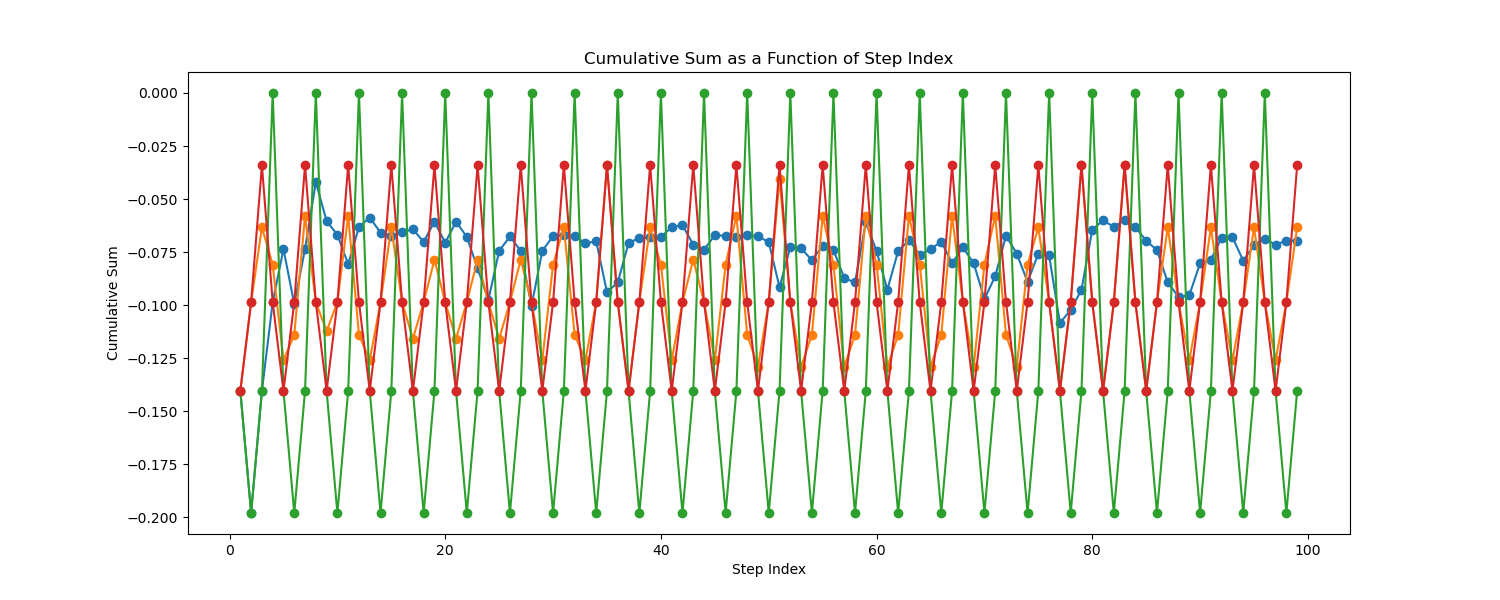 Cumulative Sum as a Function of Step Index
Cumulative Sum
0.000
−0.025
−0.050
−0.075
−0.100
−0.125
−0.150
−0.175
−0.200
0 20 40 60 80 100
Step Index